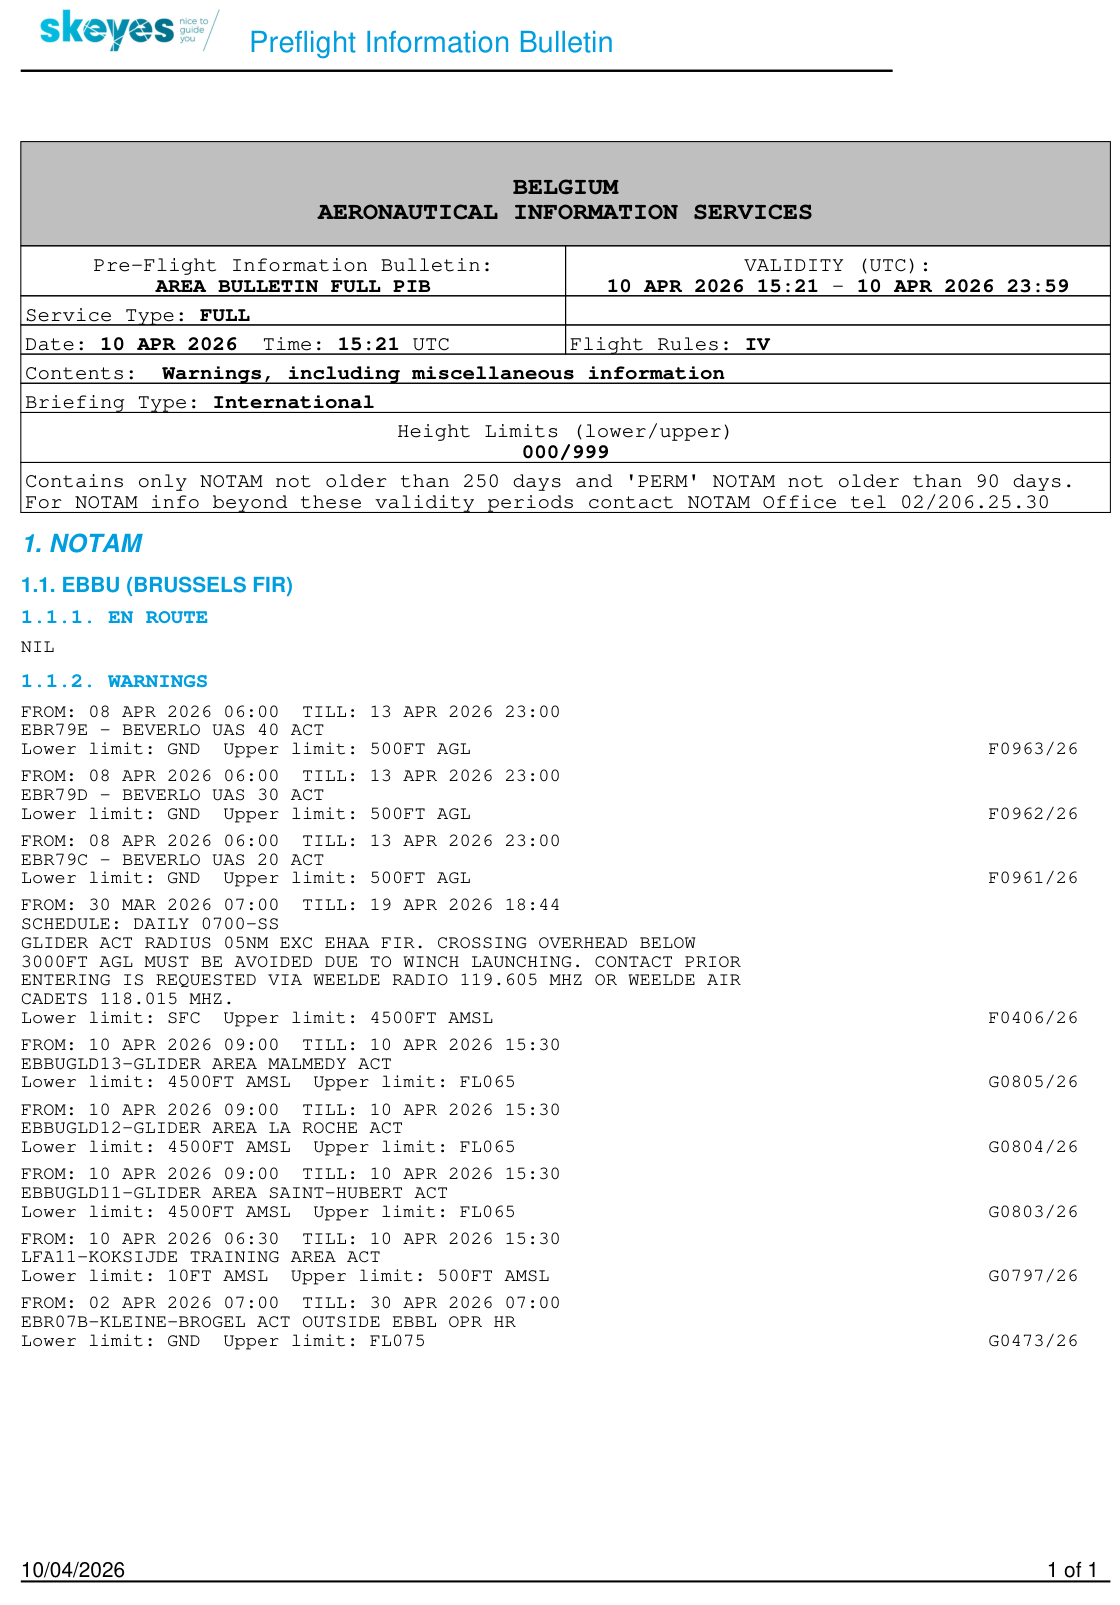 skeyes nice to guide you
Preflight Information Bulletin
BELGIUM
AERONAUTICAL INFORMATION SERVICES
Pre-Flight Information Bulletin:
AREA BULLETIN FULL PIB
VALIDITY (UTC):
10 APR 2026 15:21 - 10 APR 2026 23:59
Service Type: FULL
Date: 10 APR 2026 Time: 15:21 UTC
Flight Rules: IV
Contents: Warnings, including miscellaneous information
Briefing Type: International
Height Limits (lower/upper)
000/999
Contains only NOTAM not older than 250 days and 'PERM' NOTAM not older than 90 days.
For NOTAM info beyond these validity periods contact NOTAM Office tel 02/206.25.30
1. NOTAM
1.1. EBBU (BRUSSELS FIR)
1.1.1. EN ROUTE
NIL
1.1.2. WARNINGS
FROM: 08 APR 2026 06:00 TILL: 13 APR 2026 23:00
EBR79E - BEVERLO UAS 40 ACT
Lower limit: GND Upper limit: 500FT AGL F0963/26
FROM: 08 APR 2026 06:00 TILL: 13 APR 2026 23:00
EBR79D - BEVERLO UAS 30 ACT
Lower limit: GND Upper limit: 500FT AGL F0962/26
FROM: 08 APR 2026 06:00 TILL: 13 APR 2026 23:00
EBR79C - BEVERLO UAS 20 ACT
Lower limit: GND Upper limit: 500FT AGL F0961/26
FROM: 30 MAR 2026 07:00 TILL: 19 APR 2026 18:44
SCHEDULE: DAILY 0700-SS
GLIDER ACT RADIUS 05NM EXC EHAA FIR. CROSSING OVERHEAD BELOW
3000FT AGL MUST BE AVOIDED DUE TO WINCH LAUNCHING. CONTACT PRIOR
ENTERING IS REQUESTED VIA WEELDE RADIO 119.605 MHZ OR WEELDE AIR
CADETS 118.015 MHZ.
Lower limit: SFC Upper limit: 4500FT AMSL F0406/26
FROM: 10 APR 2026 09:00 TILL: 10 APR 2026 15:30
EBBUGLD13-GLIDER AREA MALMEDY ACT
Lower limit: 4500FT AMSL Upper limit: FL065 G0805/26
FROM: 10 APR 2026 09:00 TILL: 10 APR 2026 15:30
EBBUGLD12-GLIDER AREA LA ROCHE ACT
Lower limit: 4500FT AMSL Upper limit: FL065 G0804/26
FROM: 10 APR 2026 09:00 TILL: 10 APR 2026 15:30
EBBUGLD11-GLIDER AREA SAINT-HUBERT ACT
Lower limit: 4500FT AMSL Upper limit: FL065 G0803/26
FROM: 10 APR 2026 06:30 TILL: 10 APR 2026 15:30
LFA11-KOKSIJDE TRAINING AREA ACT
Lower limit: 10FT AMSL Upper limit: 500FT AMSL G0797/26
FROM: 02 APR 2026 07:00 TILL: 30 APR 2026 07:00
EBR07B-KLEINE-BROGEL ACT OUTSIDE EBBL OPR HR
Lower limit: GND Upper limit: FL075 G0473/26
10/04/2026 1 of 1